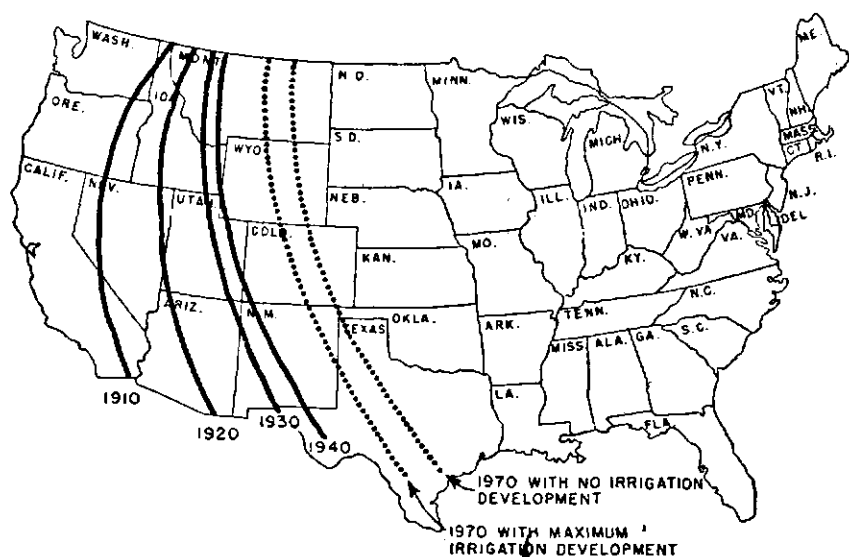 WASH.
MONT.
N D.
MINN.
ME.
VT.
NH.
ORE.
ID.
WIS.
MICH.
N.Y.
MASS.
CT.
R.I.
S D.
WYO.
CALIF.
NEV.
UTAH
NEB.
IA.
ILL.
IND.
OHIO.
PENN.
N.J.
MD.
DEL
COLO.
KAN.
MO.
KY.
W. VA.
VA.
ARIZ.
N.M.
TEXAS
OKLA.
ARK.
TENN.
N.C.
S.C.
MISS.
ALA.
GA.
LA.
FLA.
1910
1920
1930
1940
1970 WITH NO IRRIGATION
DEVELOPMENT
1970 WITH MAXIMUM
IRRIGATION DEVELOPMENT